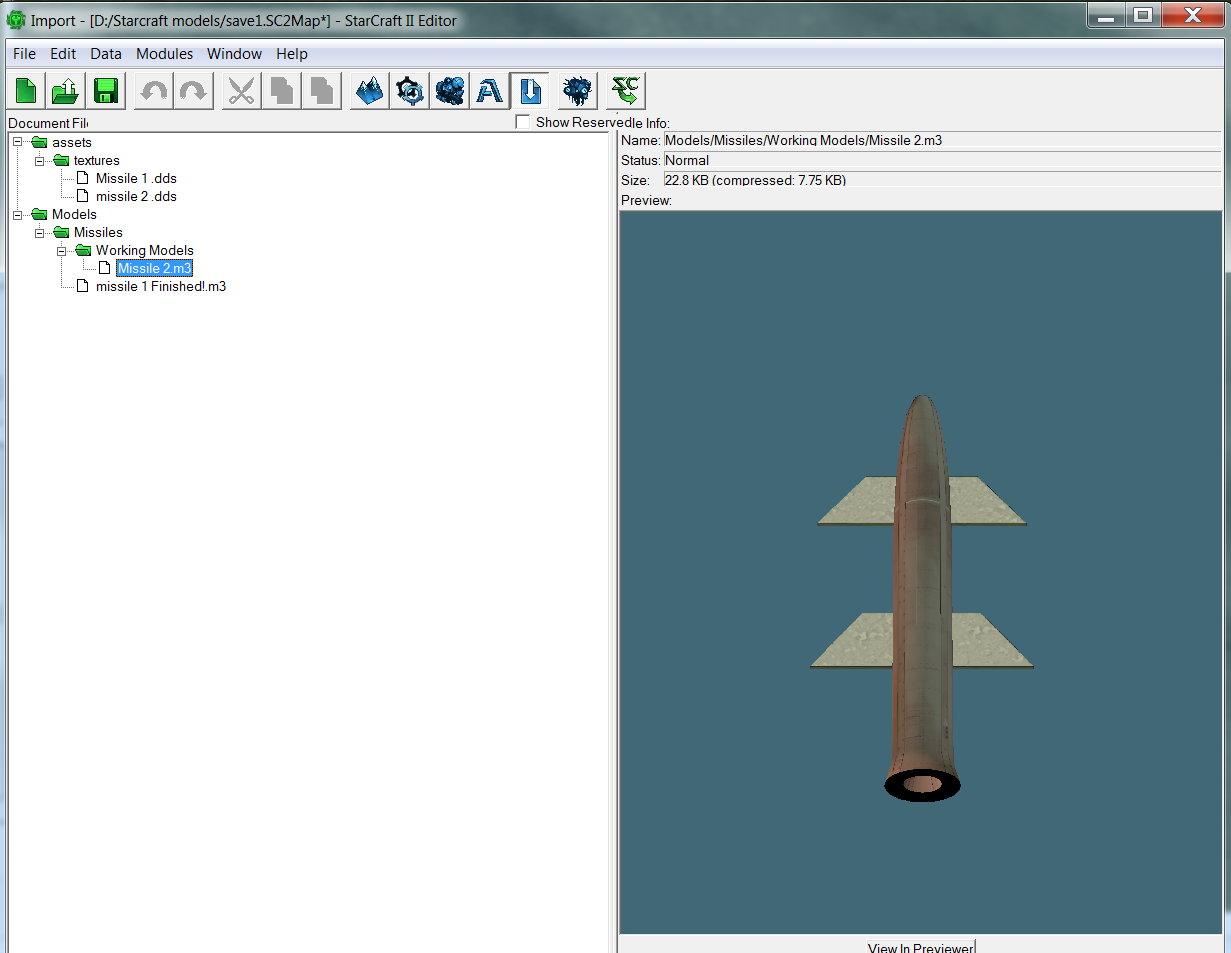 Import - [D:/Starcraft models/save1.SC2Map*] - StarCraft II Editor
File Edit Data Modules Window Help
Document File
Show Reserved
le Info:
assets
textures
Missile 1 .dds
missile 2 .dds
Models
Missiles
Working Models
Missile 2.m3
missile 1 Finished!.m3
Name: Models/Missiles/Working Models/Missile 2.m3
Status: Normal
Size: 22.8 KB (compressed: 7.75 KB)
Preview:
View In Previewer